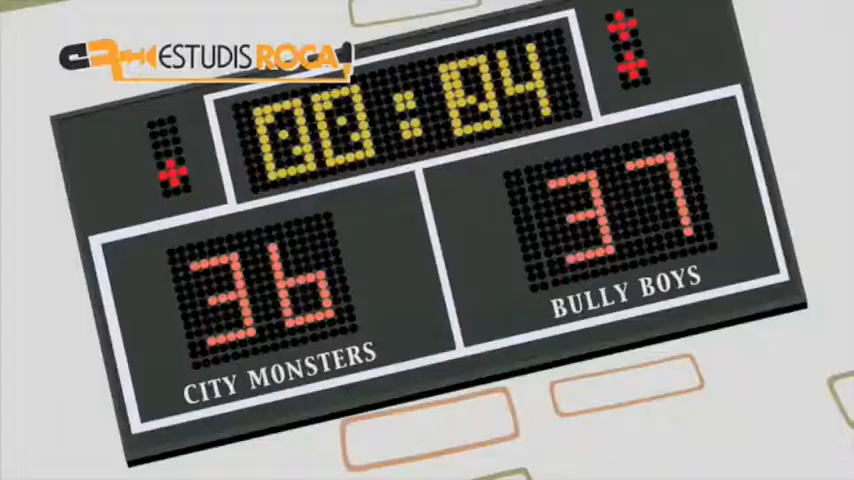 ESTUDIS ROCA
00:04
36
37
CITY MONSTERS
BULLY BOYS